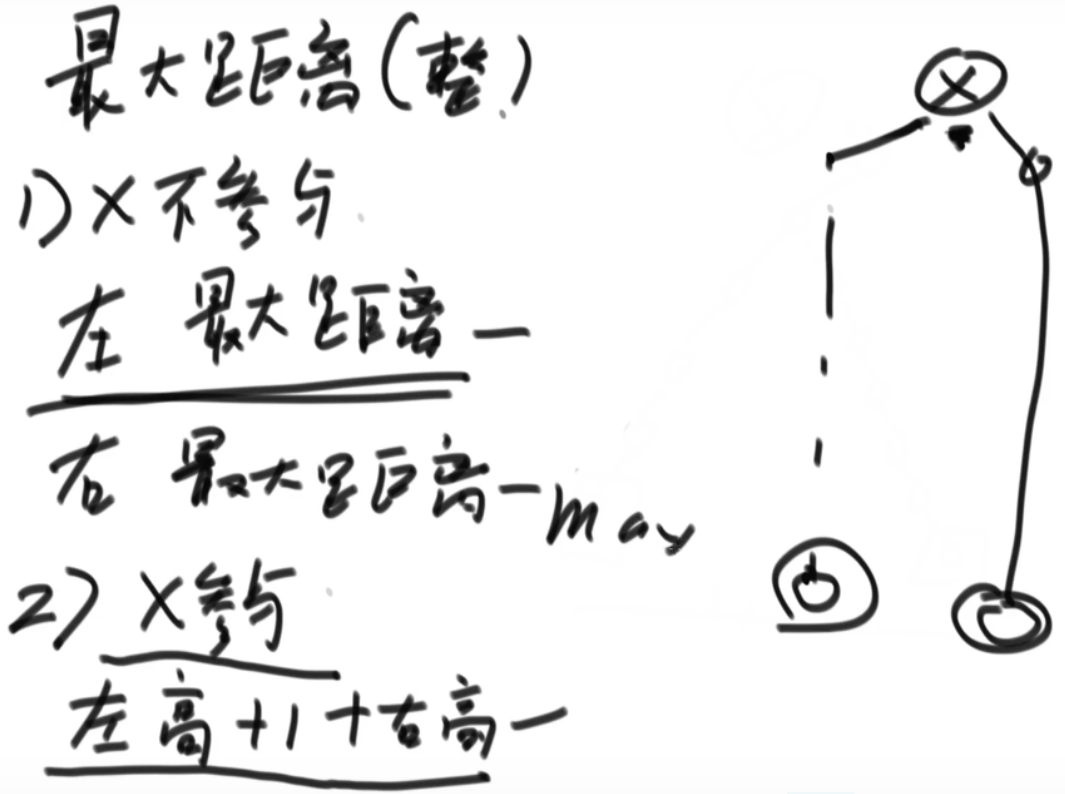 最大距离(整)
1) X 不参与
左 最大距离 —
右 最大距离 — max
2) X参与
左高 + 1 + 右高 —
X